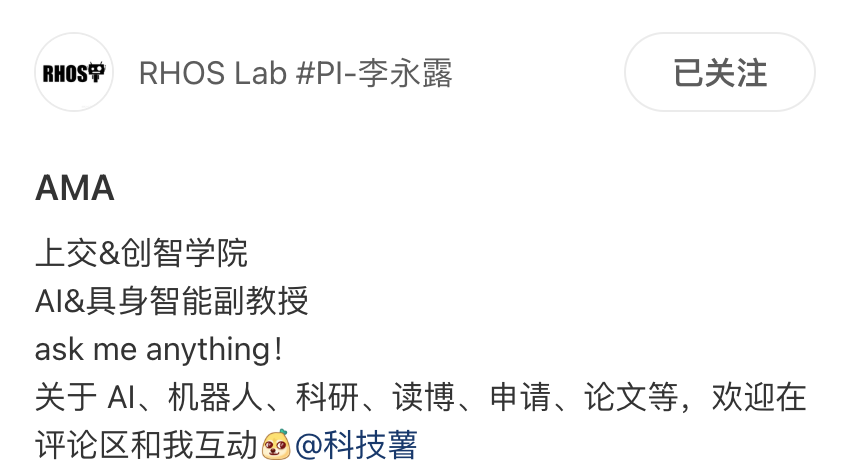 RHOS
RHOS Lab #PI-李永露
已关注
AMA
上交&创智学院
AI&具身智能副教授
ask me anything!
关于 AI、机器人、科研、读博、申请、论文等，欢迎在
评论区和我互动@科技薯